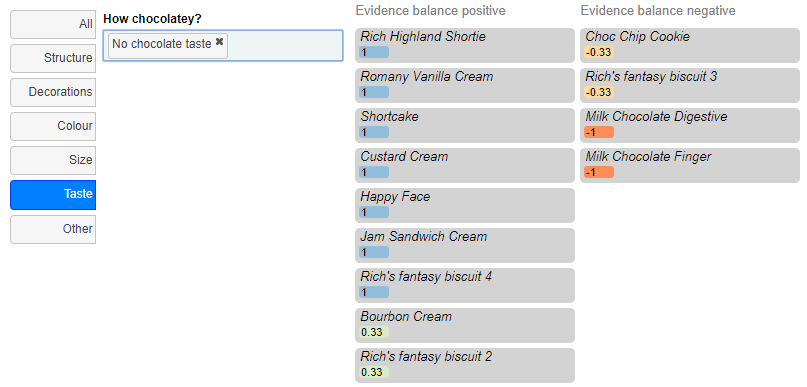 All
Structure
Decorations
Colour
Size
Taste
Other
How chocolatey?
No chocolate taste ✖
Evidence balance positive
Rich Highland Shortie
1
Romany Vanilla Cream
1
Shortcake
1
Custard Cream
1
Happy Face
1
Jam Sandwich Cream
1
Rich's fantasy biscuit 4
1
Bourbon Cream
0.33
Rich's fantasy biscuit 2
0.33
Evidence balance negative
Choc Chip Cookie
-0.33
Rich's fantasy biscuit 3
-0.33
Milk Chocolate Digestive
-1
Milk Chocolate Finger
-1